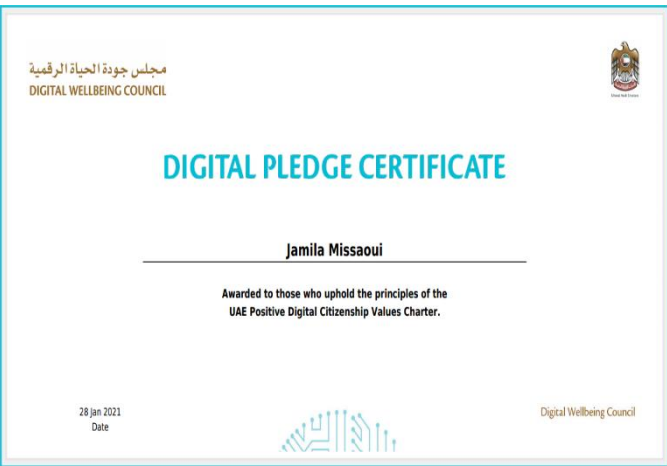 مجلس جودة الحياة الرقمية
DIGITAL WELLBEING COUNCIL
DIGITAL PLEDGE CERTIFICATE
Jamila Missaoui
Awarded to those who uphold the principles of the
UAE Positive Digital Citizenship Values Charter.
28 Jan 2021
Date
Digital Wellbeing Council